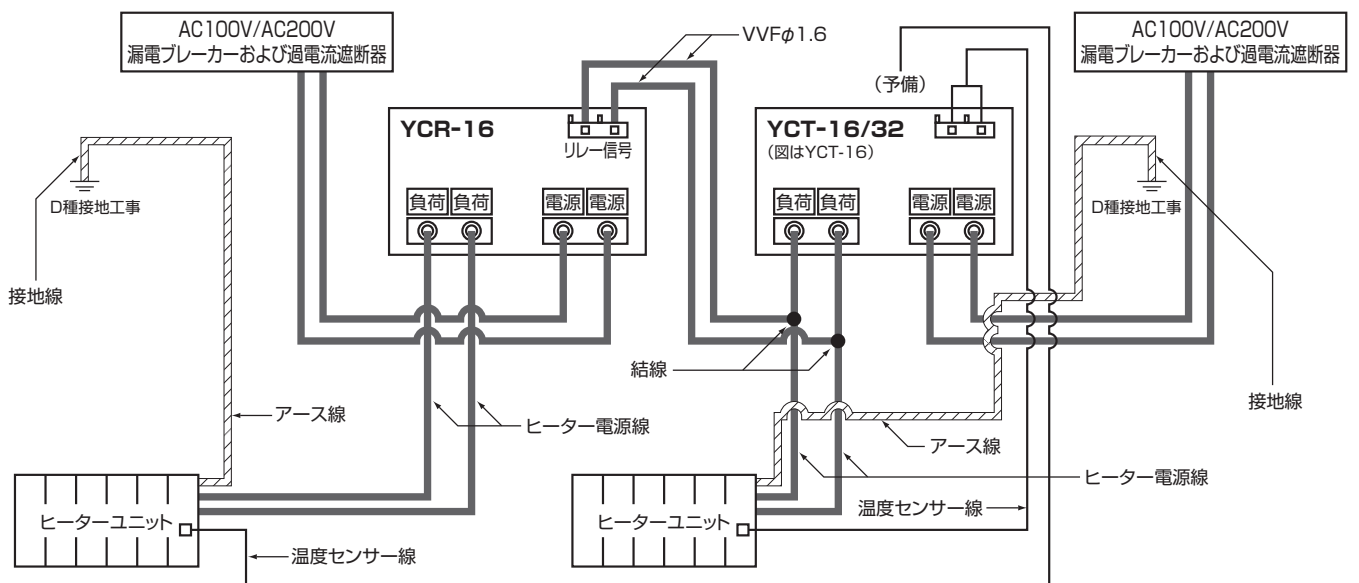 AC100V/AC200V
漏電ブレーカーおよび過電流遮断器
VVFφ1.6
AC100V/AC200V
漏電ブレーカーおよび過電流遮断器
(予備)
YCR-16
リレー信号
YCT-16/32
(図はYCT-16)
D種接地工事
負荷 負荷 電源 電源
負荷 負荷 電源 電源
D種接地工事
接地線
結線
接地線
アース線
ヒーター電源線
アース線
ヒーター電源線
温度センサー線
ヒーターユニット
ヒーターユニット
温度センサー線